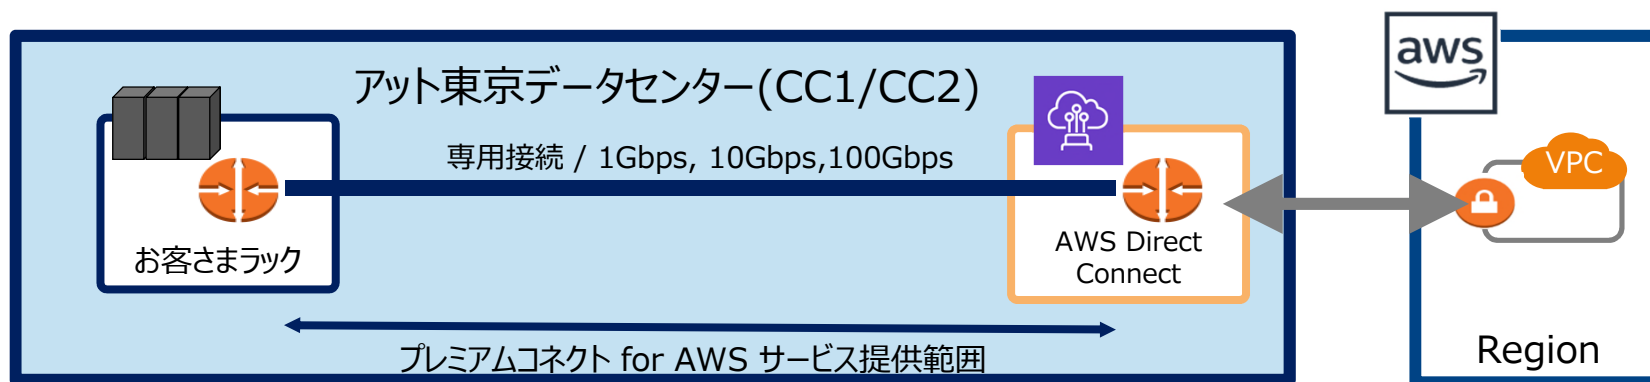 アット東京データセンター(CC1/CC2)
専用接続 / 1Gbps, 10Gbps,100Gbps
お客さまラック
AWS Direct
Connect
プレミアムコネクト for AWS サービス提供範囲
aws
VPC
Region